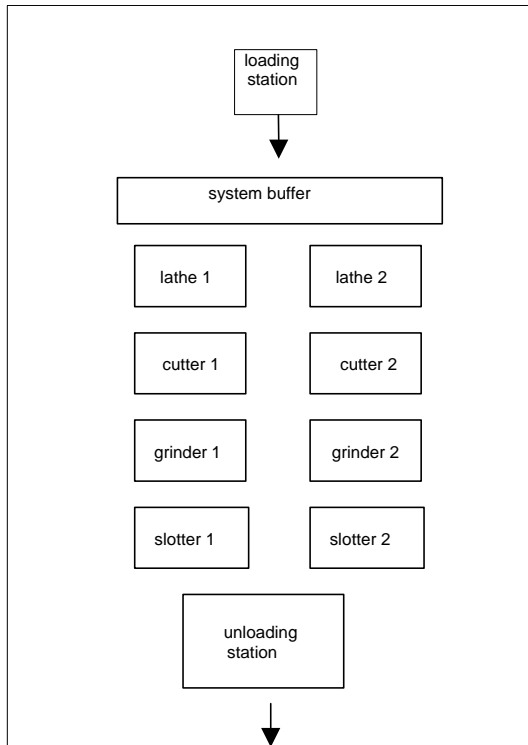 loading
station
system buffer
lathe 1
lathe 2
cutter 1
cutter 2
grinder 1
grinder 2
slotter 1
slotter 2
unloading
station